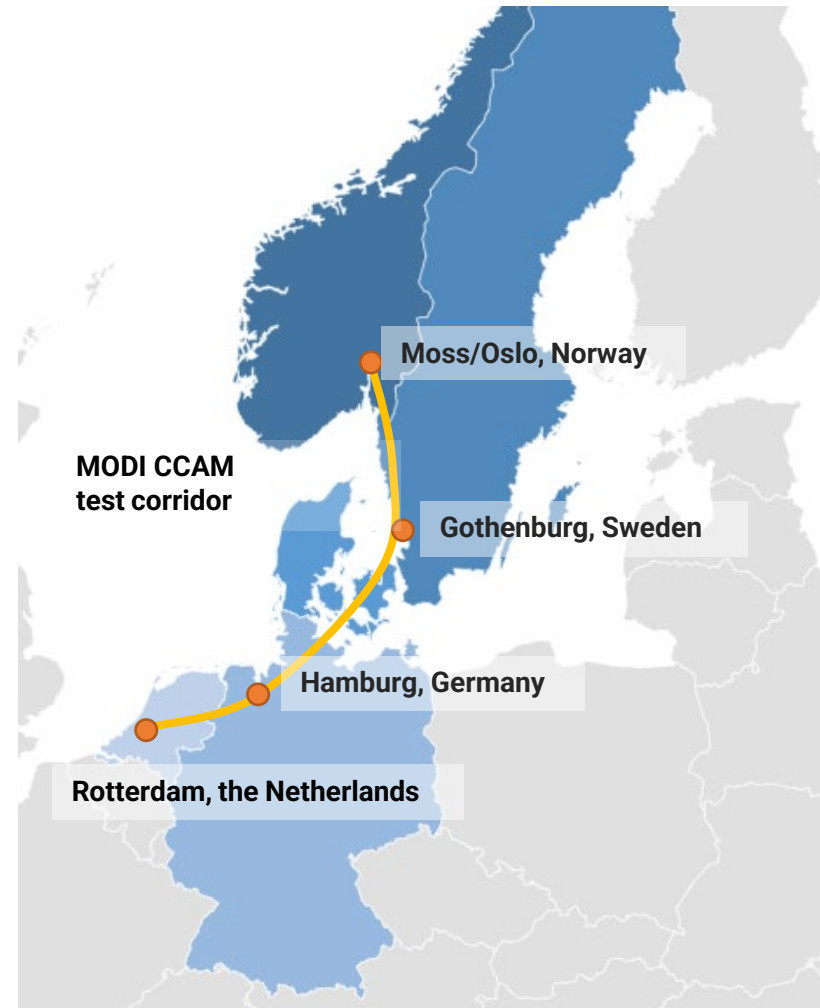 Moss/Oslo, Norway
MODI CCAM
test corridor
Gothenburg, Sweden
Hamburg, Germany
Rotterdam, the Netherlands